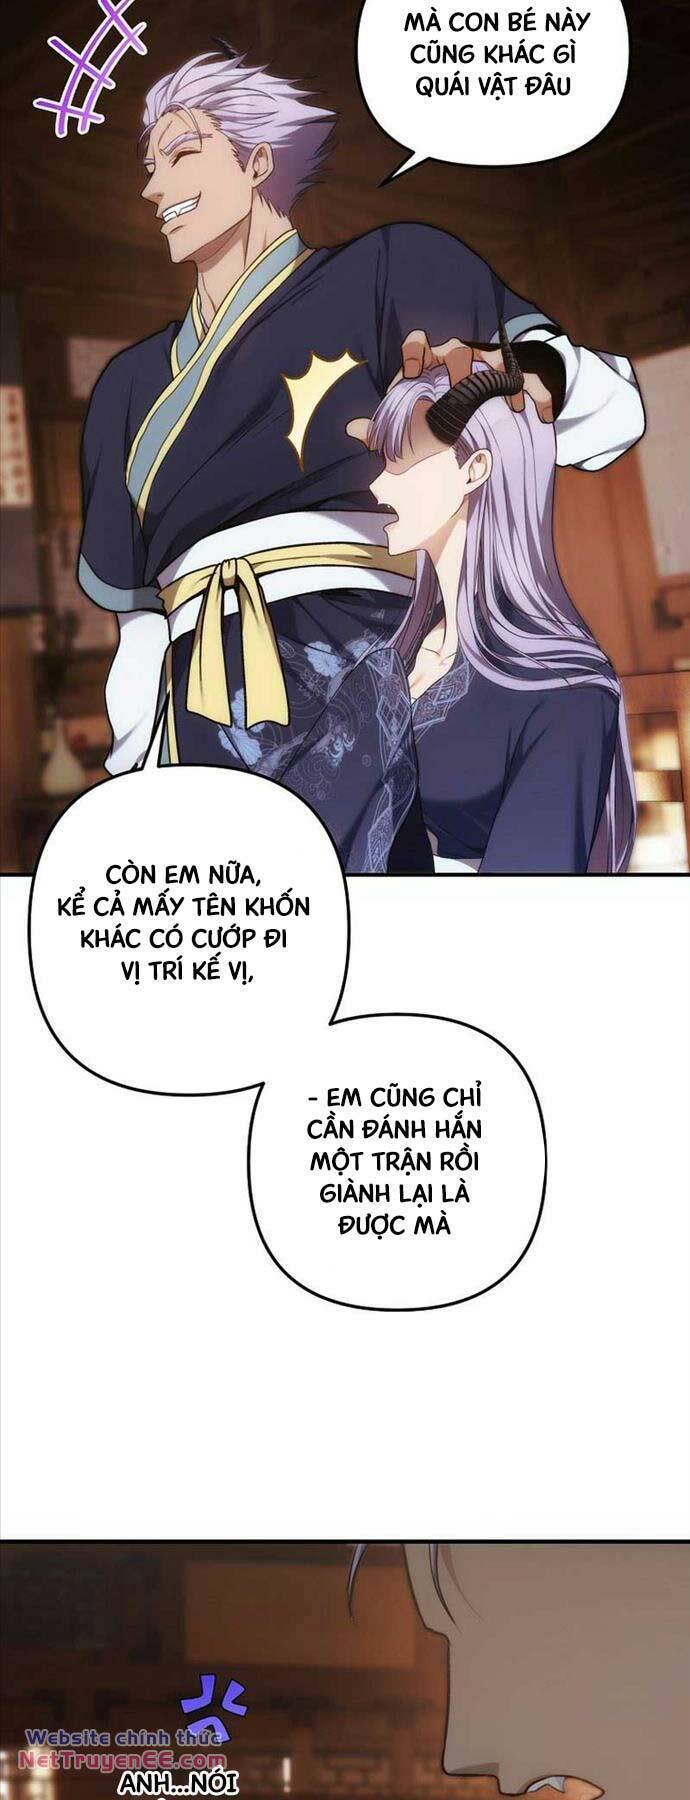 MÀ CON BÉ NÀY
CŨNG KHÁC GÌ
QUÁI VẬT ĐÂU
CÒN EM NỮA,
KỂ CẢ MẤY TÊN KHỐN
KHÁC CÓ CƯỚP ĐI
VỊ TRÍ KẾ VỊ,
- EM CŨNG CHỈ
CẦN ĐÁNH HẮN
MỘT TRẬN RỒI
GIÀNH LẠI LÀ
ĐƯỢC MÀ
Website chính thức
NetTruyenEE.com
ANH...NÓI